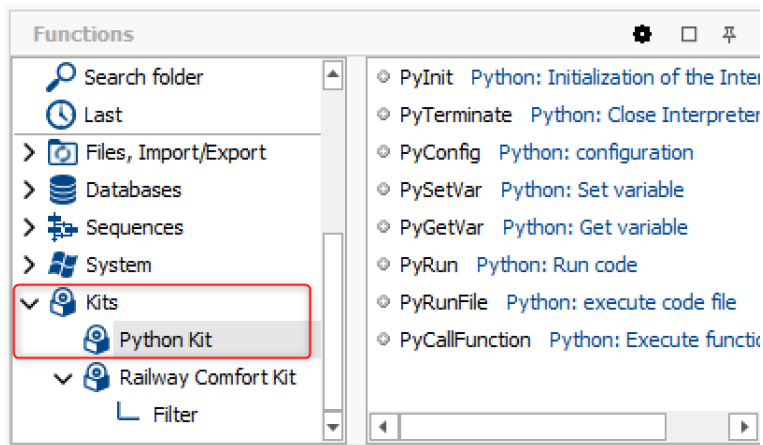 Functions
Search folder
Last
Files, Import/Export
Databases
Sequences
System
Kits
Python Kit
Railway Comfort Kit
Filter
PyInit Python: Initialization of the
PyTerminate Python: Close Interpreter
PyConfig Python: configuration
PySetVar Python: Set variable
PyGetVar Python: Get variable
PyRun Python: Run code
PyRunFile Python: execute code file
PyCallFunction Python: Execute